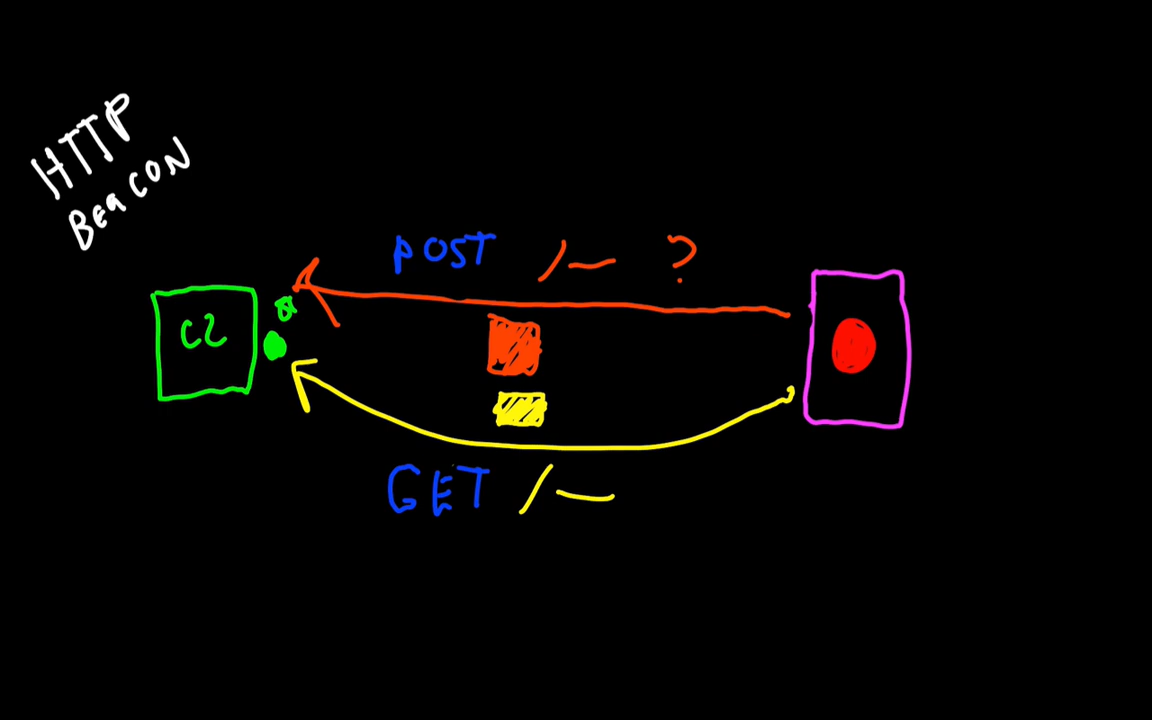 HTTP
BEACON
POST /— ?
C2
GET /—